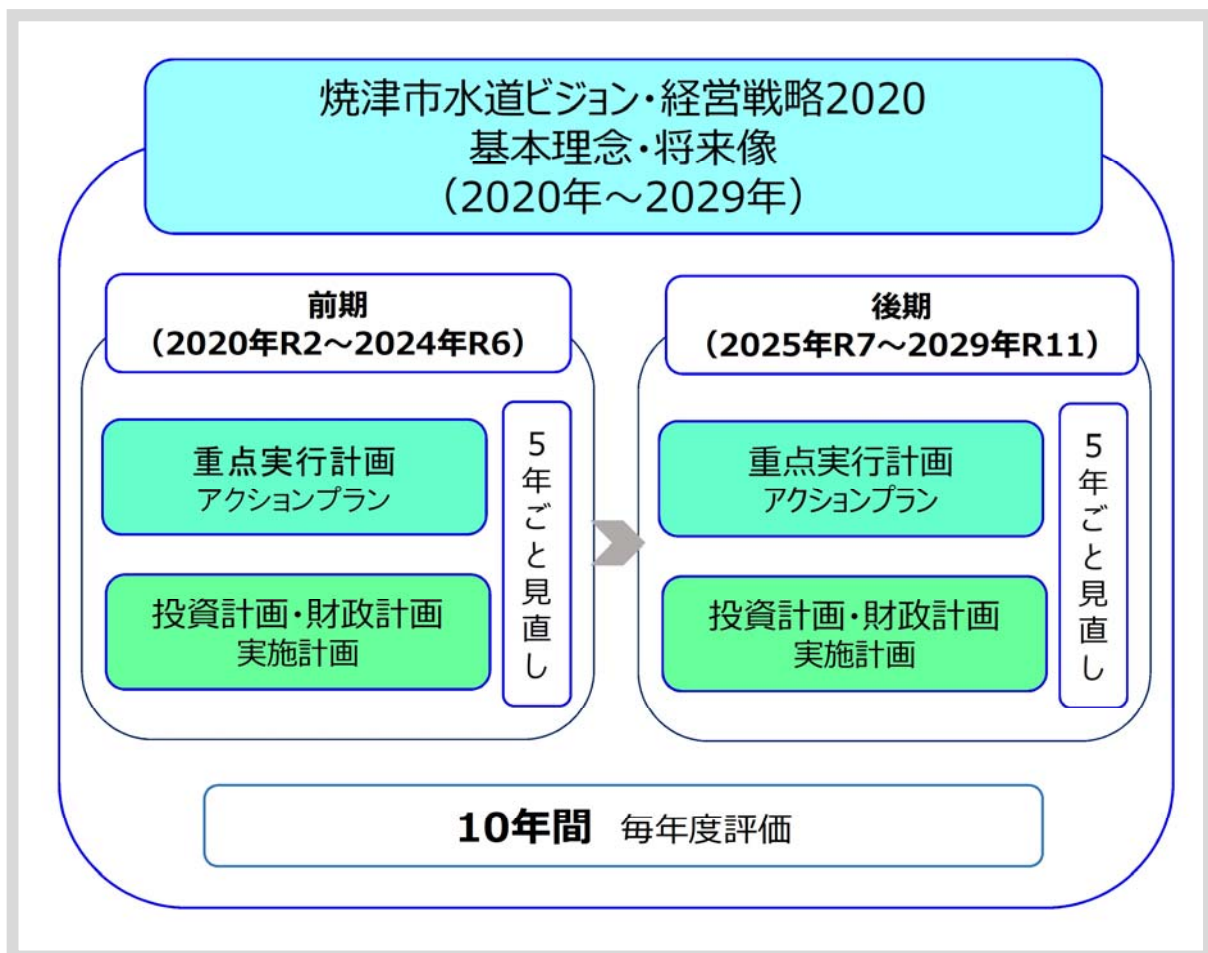 焼津市水道ビジョン・経営戦略2020
基本理念・将来像
（2020年～2029年）
前期
（2020年R2～2024年R6）
重点実行計画
アクションプラン
投資計画・財政計画
実施計画
5年ごと見直し
後期
（2025年R7～2029年R11）
重点実行計画
アクションプラン
投資計画・財政計画
実施計画
5年ごと見直し
10年間 毎年度評価